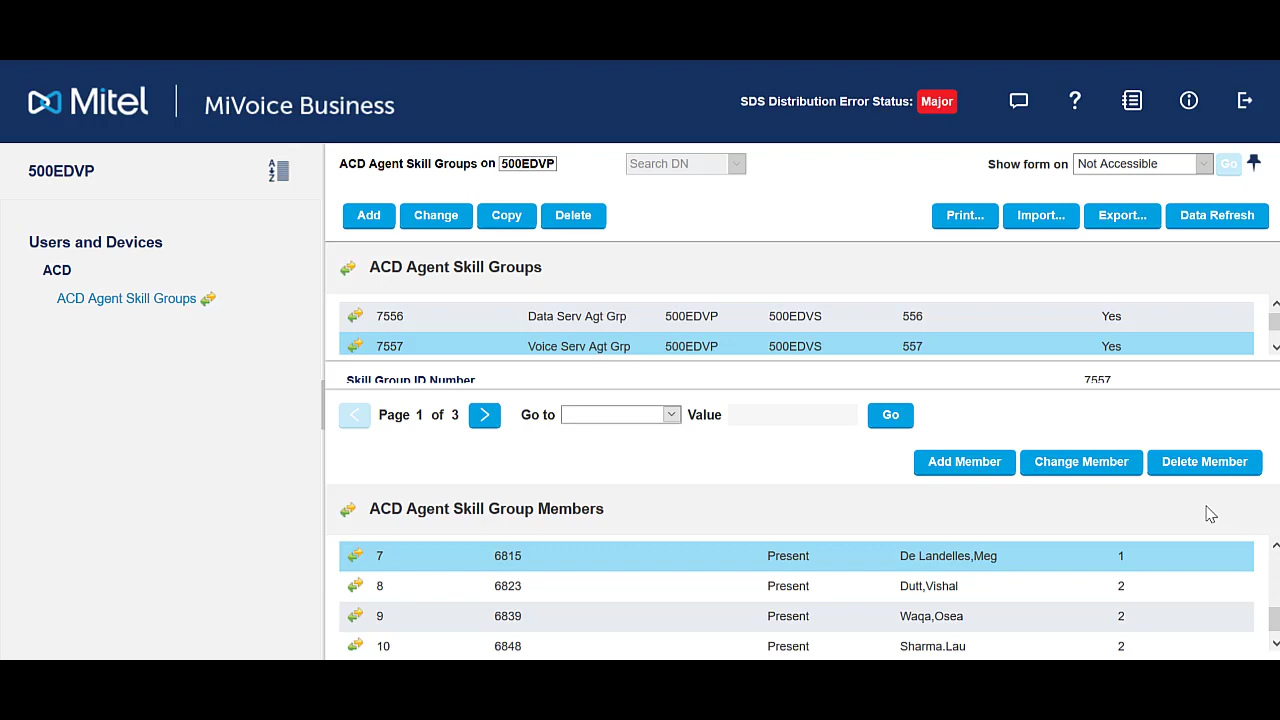 Mitel | MiVoice Business
SDS Distribution Error Status: Major
?
500EDVP
A
Z
Users and Devices
ACD
ACD Agent Skill Groups
ACD Agent Skill Groups on 500EDVP
Search DN
Show form on Not Accessible Go
Add Change Copy Delete
Print... Import... Export... Data Refresh
ACD Agent Skill Groups
7556 Data Serv Agt Grp 500EDVP 500EDVS 556 Yes
7557 Voice Serv Agt Grp 500EDVP 500EDVS 557 Yes
Skill Group ID Number 7557
Page 1 of 3 Go to Value Go
Add Member Change Member Delete Member
ACD Agent Skill Group Members
7 6815 Present De Landelles,Meg 1
8 6823 Present Dutt,Vishal 2
9 6839 Present Waqa,Osea 2
10 6848 Present Sharma.Lau 2